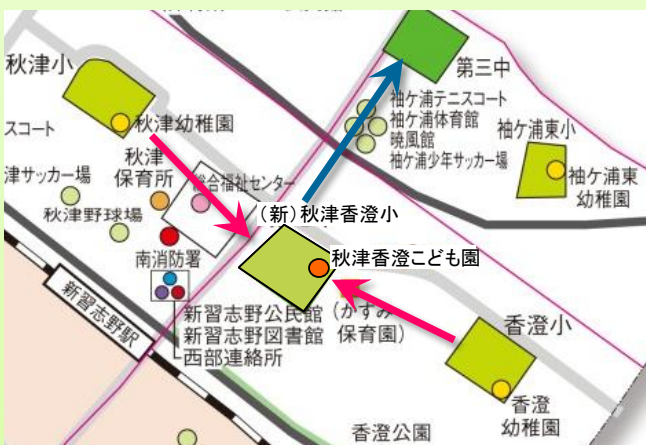 秋津小
第三中
袖ケ浦テニスコート
袖ケ浦体育館
暁風館
袖ケ浦少年サッカー場
スコート
秋津幼稚園
袖ケ浦東小
秋津
保育所
津サッカー場
総合福祉センター
袖ケ浦東
幼稚園
秋津野球場
(新)秋津香澄小
南消防署
秋津香澄こども園
新習志野駅
新習志野公民館
(かすみ
新習志野図書館
保育園)
西部連絡所
香澄小
香澄
幼稚園
香澄公園